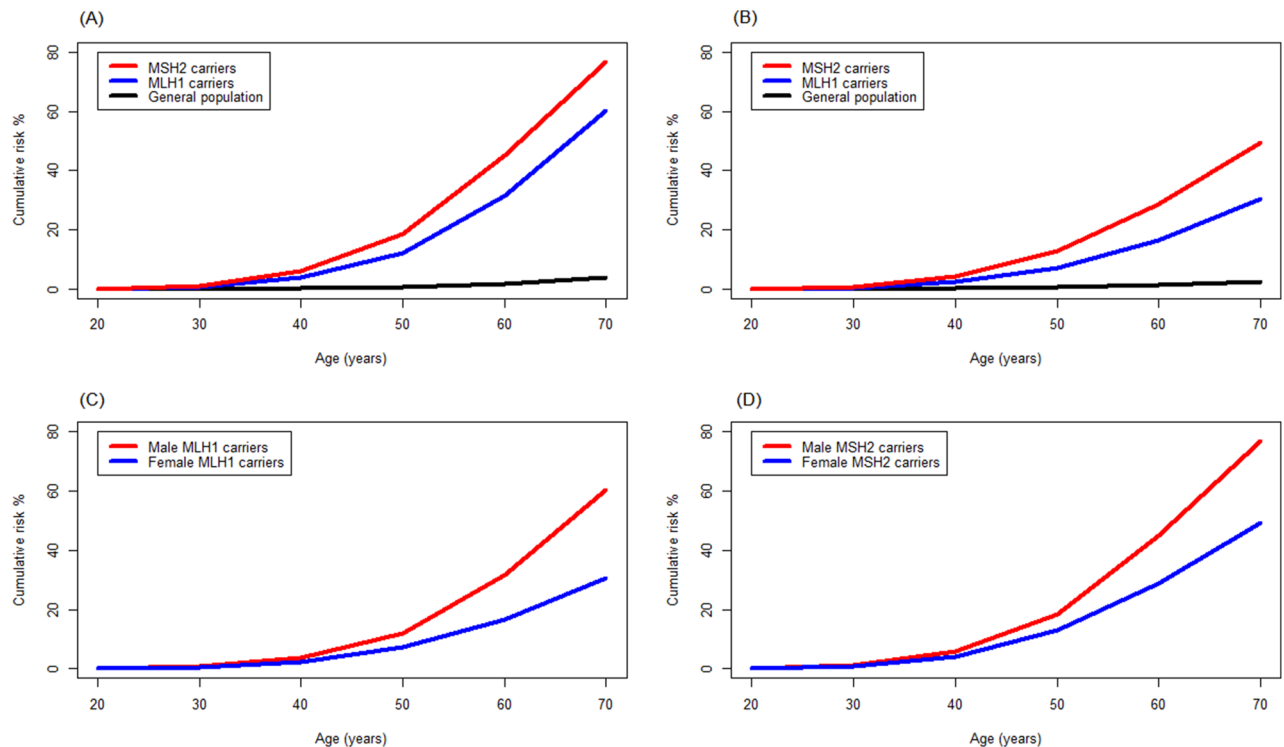 (A)
80
60
40
20
0
Cumulative risk %
MSH2 carriers
MLH1 carriers
General population
20 30 40 50 60 70
Age (years)
(B)
80
60
40
20
0
Cumulative risk %
MSH2 carriers
MLH1 carriers
General population
20 30 40 50 60 70
Age (years)
(C)
80
60
40
20
0
Cumulative risk %
Male MLH1 carriers
Female MLH1 carriers
20 30 40 50 60 70
Age (years)
(D)
80
60
40
20
0
Cumulative risk %
Male MSH2 carriers
Female MSH2 carriers
20 30 40 50 60 70
Age (years)